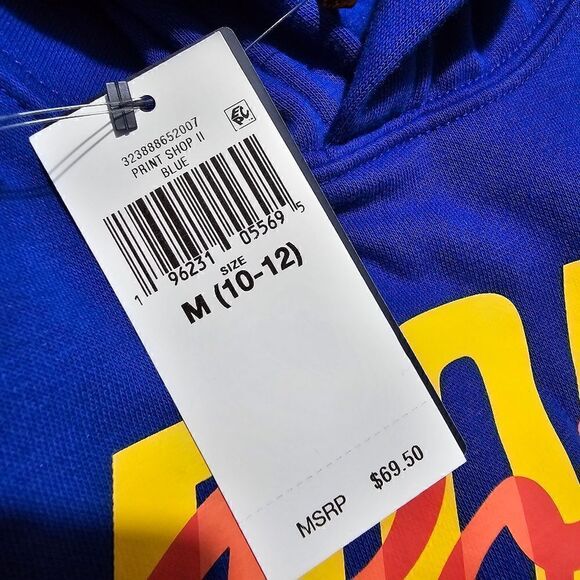 323888652007
PRINT SHOP II
BLUE
1 96231 05569 5
SIZE
M (10-12)
MSRP $69.50